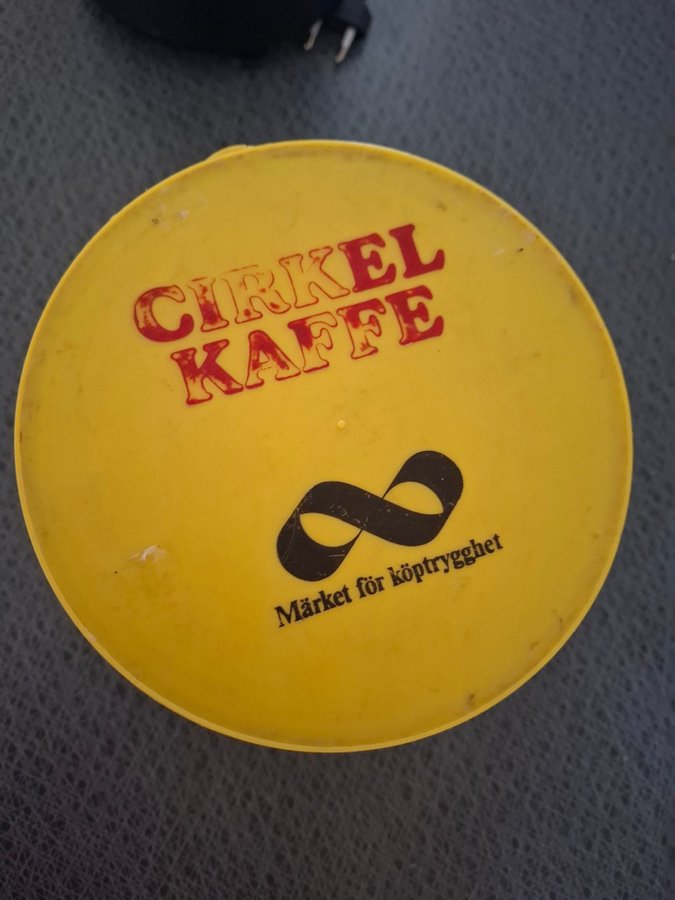 CIRKEL
KAFFE
Märket för köptrygghet